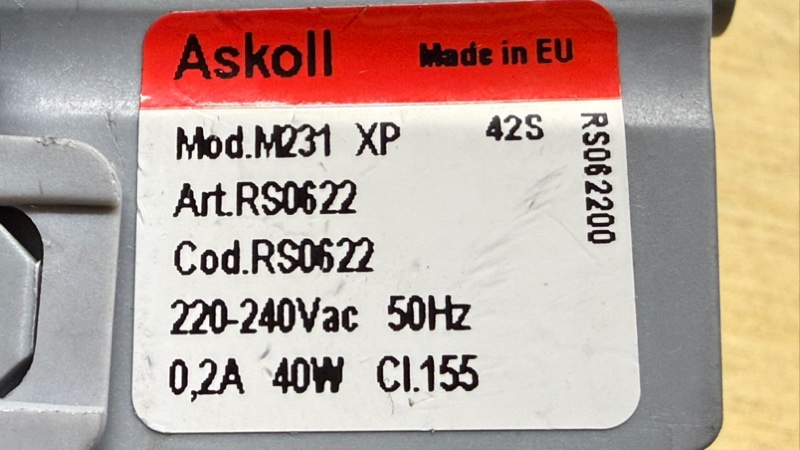 Askoll Made in EU
Mod.M231 XP 42S
Art.RS0622
Cod.RS0622
220-240Vac 50Hz
0,2A 40W Cl.155
RS062200